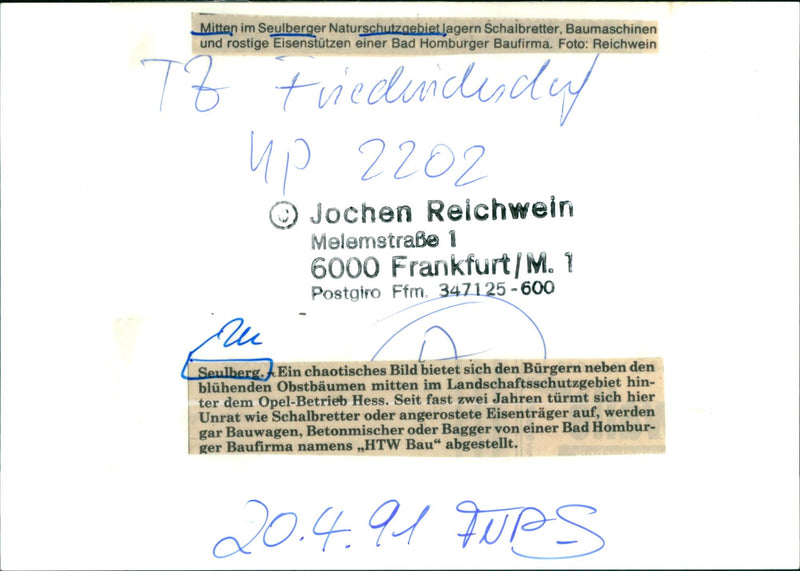 Mitten im Seulberger Naturschutzgebiet lagern Schalbretter, Baumaschinen
und rostige Eisenstützen einer Bad Homburger Baufirma. Foto: Reichwein
TZ Friedrichsdorf
2202
© Jochen Reichwein
Melemstraße 1
6000 Frankfurt/M. 1
Postgiro Ffm. 347125-600
A
Seulberg. – Ein chaotisches Bild bietet sich den Bürgern neben den
blühenden Obstbäumen mitten im Landschaftsschutzgebiet hin-
ter dem Opel-Betrieb Hess. Seit fast zwei Jahren türmt sich hier
Unrat wie Schalbretter oder angerostete Eisenträger auf, werden
gar Bauwagen, Betonmischer oder Bagger von einer Bad Hombur-
ger Baufirma namens „HTW Bau“ abgestellt.
20.4.91 FNP-S